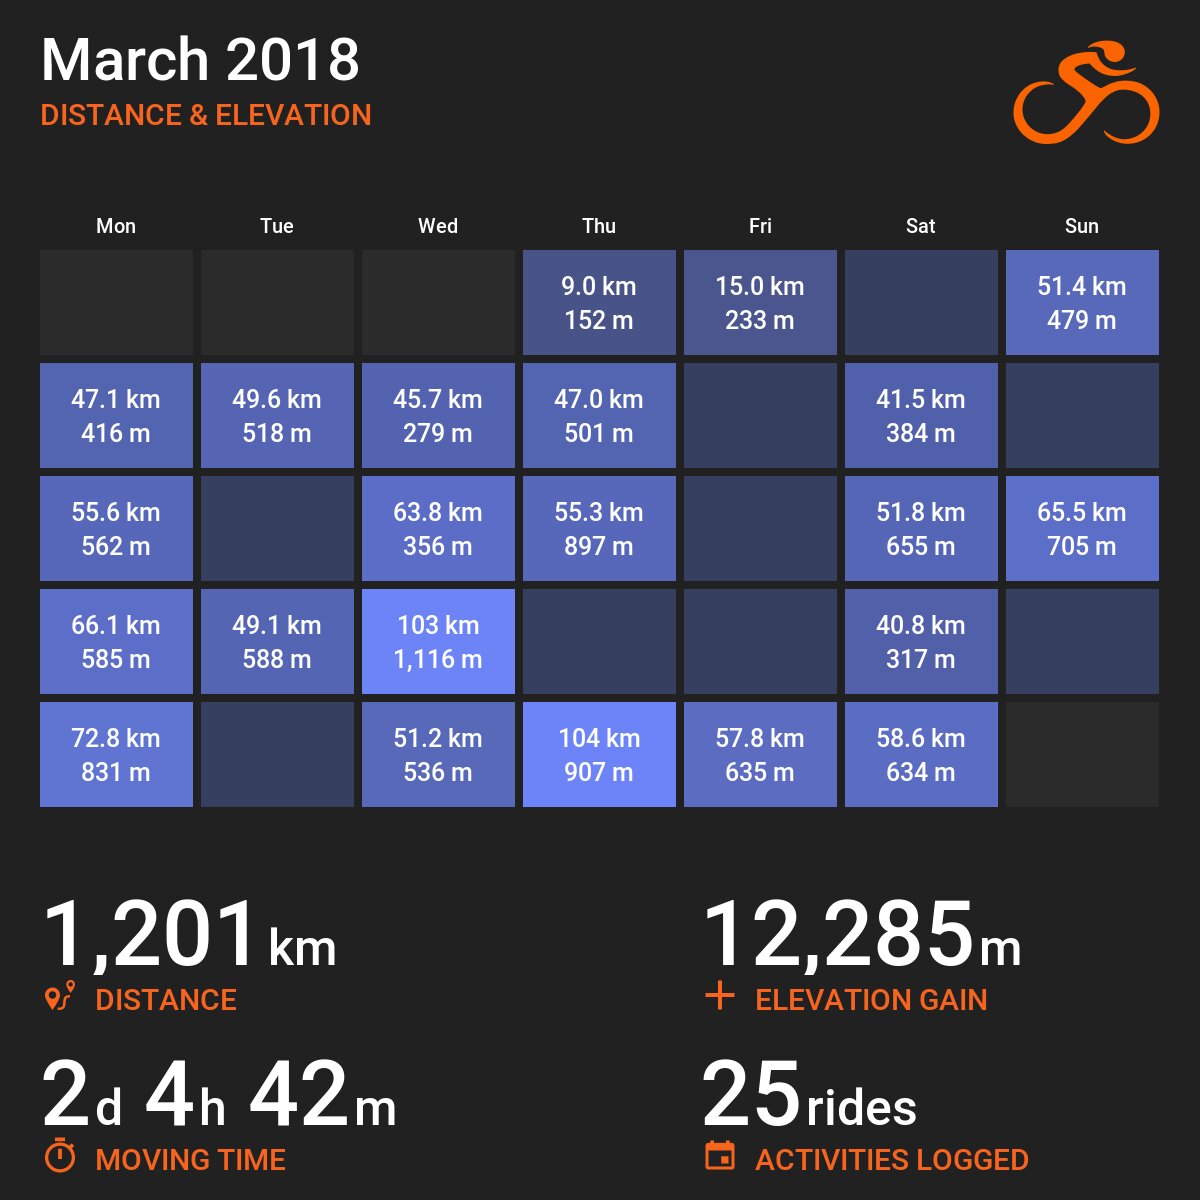 March 2018
DISTANCE & ELEVATION
Mon Tue Wed Thu Fri Sat Sun
9.0 km 15.0 km 51.4 km
152 m 233 m 479 m
47.1 km 49.6 km 45.7 km 47.0 km 41.5 km
416 m 518 m 279 m 501 m 384 m
55.6 km 63.8 km 55.3 km 51.8 km 65.5 km
562 m 356 m 897 m 655 m 705 m
66.1 km 49.1 km 103 km 40.8 km
585 m 588 m 1,116 m 317 m
72.8 km 51.2 km 104 km 57.8 km 58.6 km
831 m 536 m 907 m 635 m 634 m
1,201 km 12,285 m
DISTANCE ELEVATION GAIN
2d 4h 42m 25 rides
MOVING TIME ACTIVITIES LOGGED